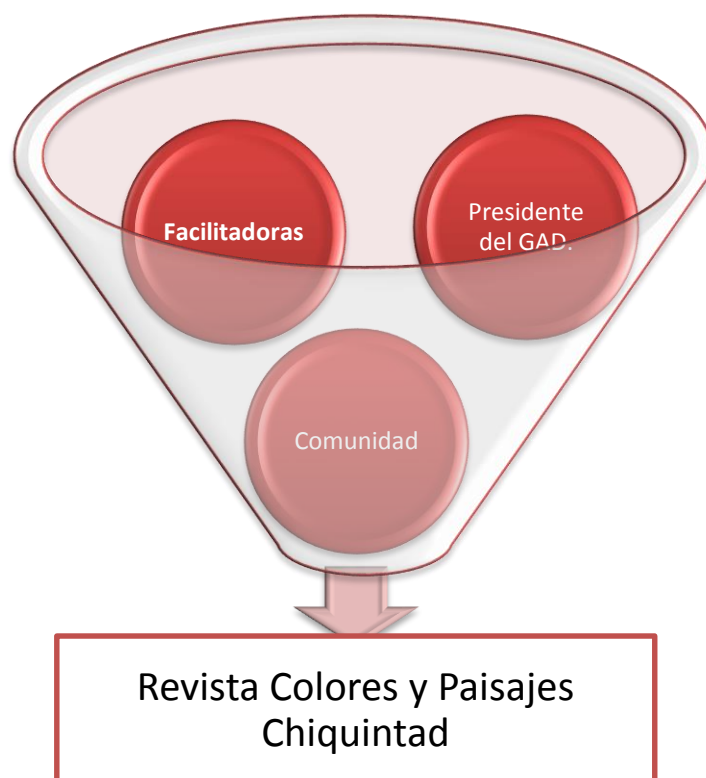 Facilitadoras
Presidente
del GAD.
Comunidad
Revista Colores y Paisajes
Chiquintad